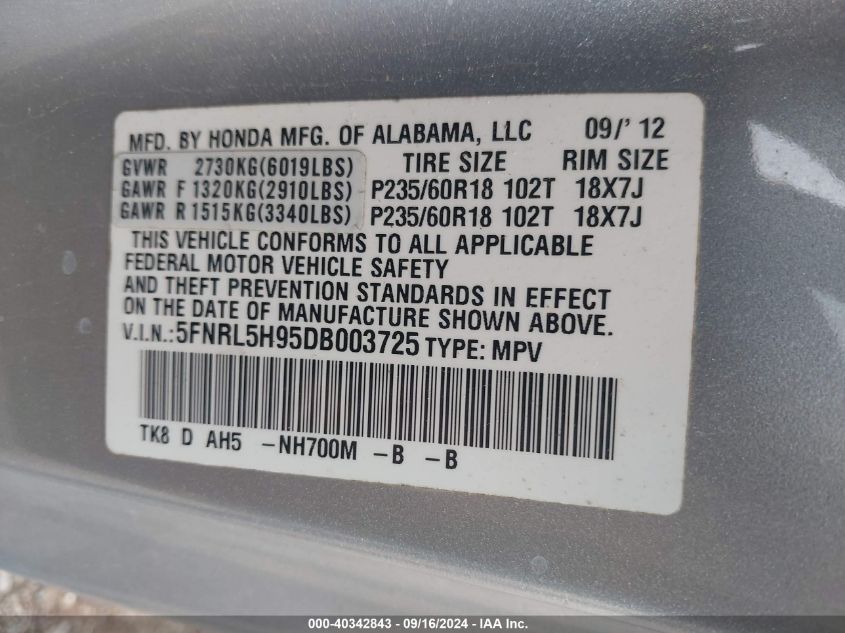 MFD. BY HONDA MFG. OF ALABAMA, LLC 09/' 12
GVWR 2730KG(6019LBS) TIRE SIZE RIM SIZE
GAWR F 1320KG(2910LBS) P235/60R18 102T 18X7J
GAWR R 1515KG(3340LBS) P235/60R18 102T 18X7J
THIS VEHICLE CONFORMS TO ALL APPLICABLE
FEDERAL MOTOR VEHICLE SAFETY
AND THEFT PREVENTION STANDARDS IN EFFECT
ON THE DATE OF MANUFACTURE SHOWN ABOVE.
V.I.N.:5FNRL5H95DB003725 TYPE: MPV
TK8 D AH5 -NH700M -B -B
000-40342843 - 09/16/2024 - IAA Inc.